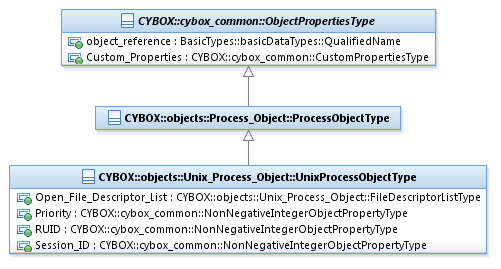 CYBOX::cybox_common::ObjectPropertiesType
object_reference : BasicTypes::basicDataTypes::QualifiedName
Custom_Properties : CYBOX::cybox_common::CustomPropertiesType
CYBOX::objects::Process_Object::ProcessObjectType
CYBOX::objects::Unix_Process_Object::UnixProcessObjectType
Open_File_Descriptor_List : CYBOX::objects::Unix_Process_Object::FileDescriptorListType
Priority : CYBOX::cybox_common::NonNegativeIntegerObjectPropertyType
RUID : CYBOX::cybox_common::NonNegativeIntegerObjectPropertyType
Session_ID : CYBOX::cybox_common::NonNegativeIntegerObjectPropertyType